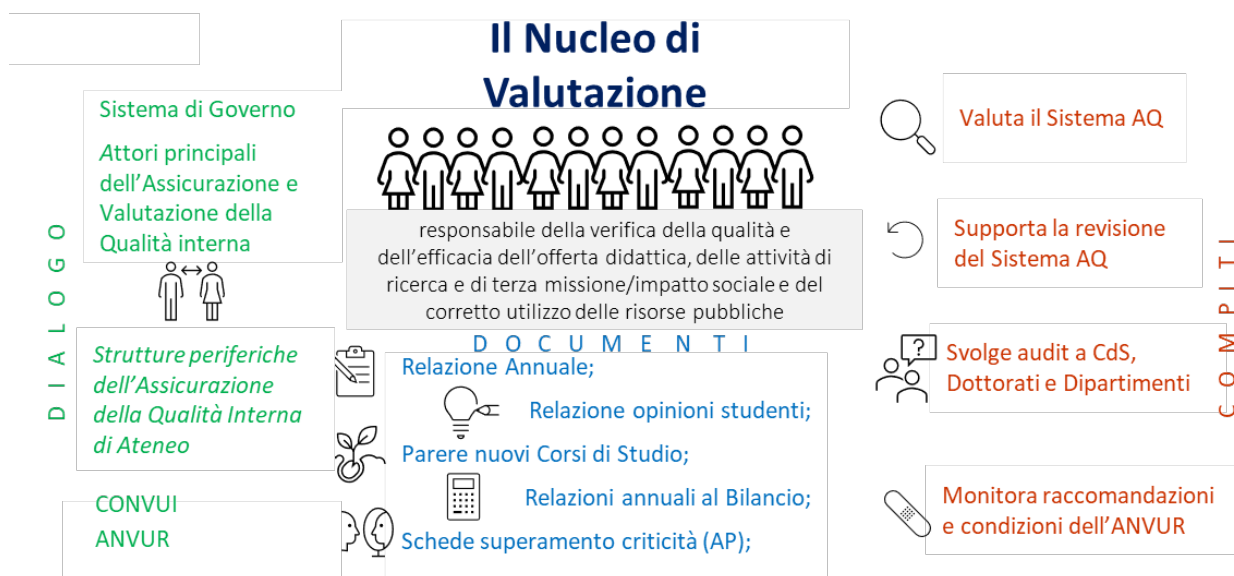 Il Nucleo di
Valutazione
responsabile della verifica della qualità e
dell'efficacia dell'offerta didattica, delle attività di
ricerca e di terza missione/impatto sociale e del
corretto utilizzo delle risorse pubbliche
DIALOGO
Sistema di Governo
Attori principali
dell'Assicurazione e
Valutazione della
Qualità interna
Strutture periferiche
dell'Assicurazione
della Qualità Interna
di Ateneo
CONVUI
ANVUR
DOCUMENTI
Relazione Annuale;
Relazione opinioni studenti;
Parere nuovi Corsi di Studio;
Relazioni annuali al Bilancio;
Schede superamento criticità (AP);
COMPITI
Valuta il Sistema AQ
Supporta la revisione
del Sistema AQ
?
Svolge audit a CdS,
Dottorati e Dipartimenti
Monitora raccomandazioni
e condizioni dell'ANVUR